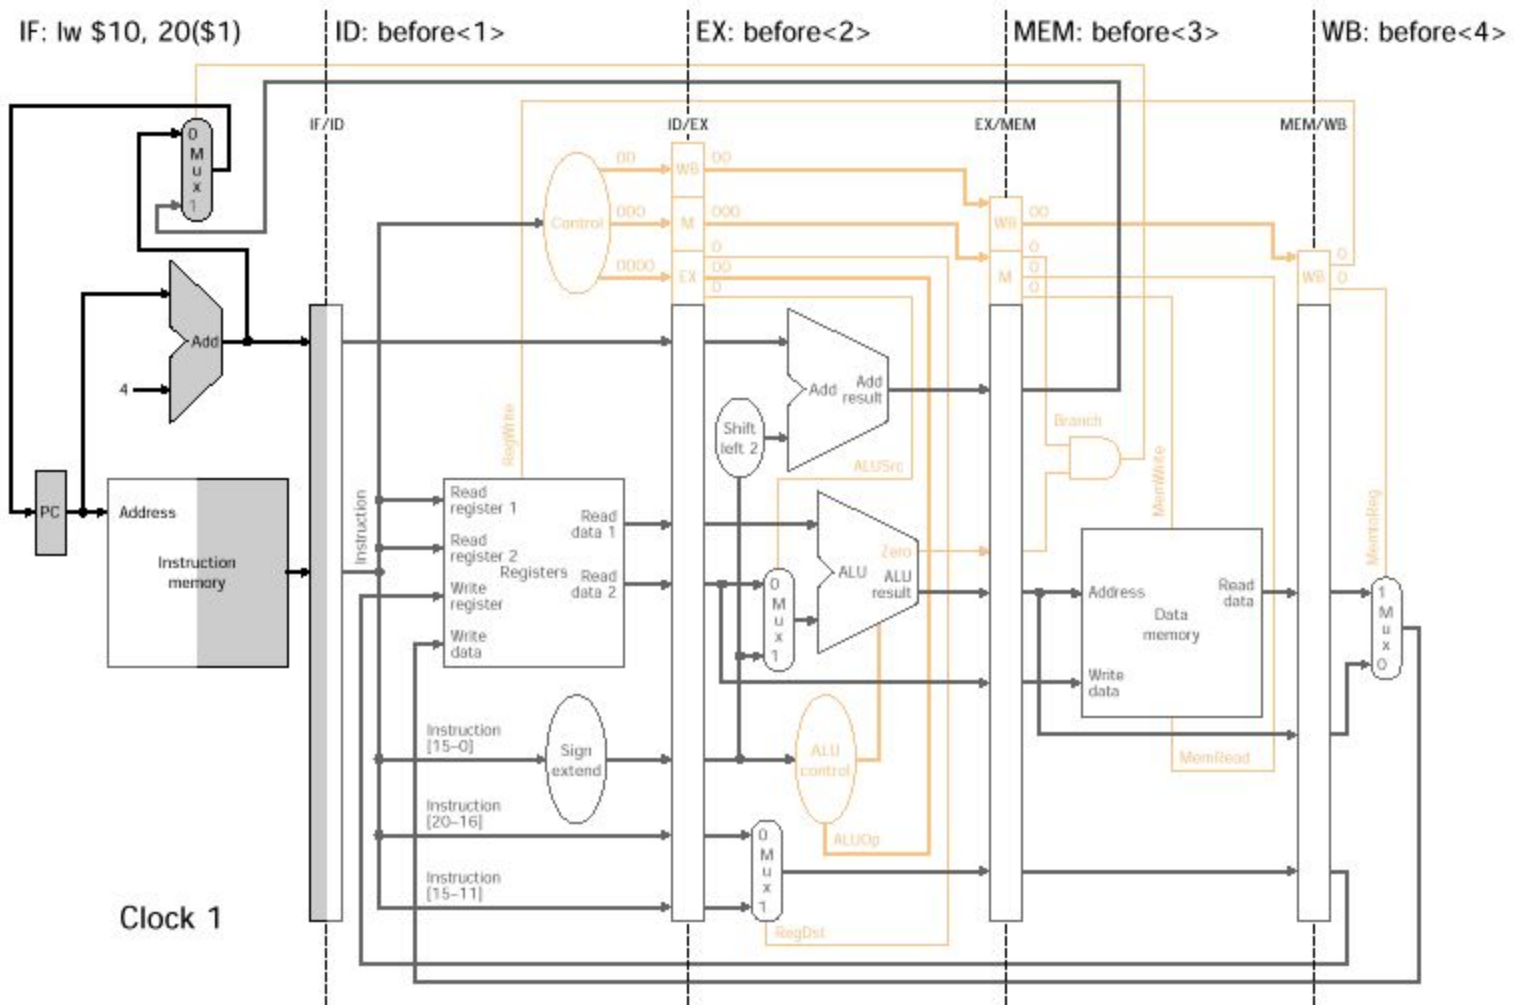 IF: lw $10, 20($1)
ID: before<1>
EX: before<2>
MEM: before<3>
WB: before<4>
IF/ID
ID/EX
EX/MEM
MEM/WB
0
M
u
x
1
Control
00
000
0000
WB
M
EX
00
000
0
00
0
WB
M
00
0
0
0
WB
0
0
Add
4
PC
Address
Instruction
memory
Instruction
RegWrite
Read
register 1
Read
register 2
Write
register
Write
data
Registers
Read
data 1
Read
data 2
Shift
left 2
Add
Add
result
ALUSrc
0
M
u
x
1
Zero
ALU
ALU
result
Branch
MemWrite
Address
Read
data
Data
memory
Write
data
MemRead
MemtoReg
1
M
u
x
0
Instruction
[15–0]
Sign
extend
ALU
control
ALUOp
Instruction
[20–16]
Instruction
[15–11]
0
M
u
x
1
RegDst
Clock 1